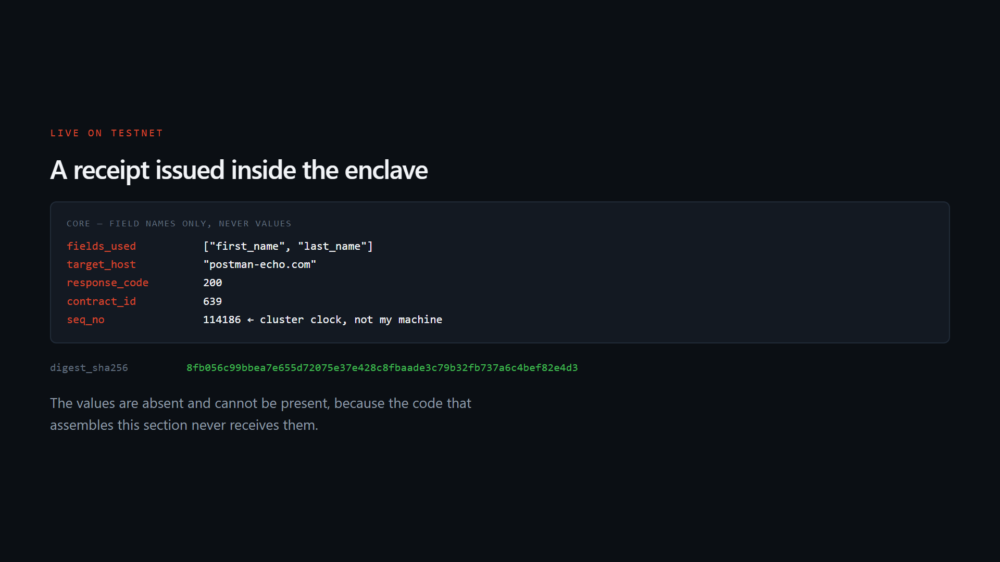 LIVE ON TESTNET
A receipt issued inside the enclave
CORE — FIELD NAMES ONLY, NEVER VALUES
fields_used ["first_name", "last_name"]
target_host "postman-echo.com"
response_code 200
contract_id 639
seq_no 114186 ← cluster clock, not my machine
digest_sha256 8fb056c99bbea7e655d72075e37e428c8fbaade3c79b32fb737a6c4bef82e4d3
The values are absent and cannot be present, because the code that
assembles this section never receives them.